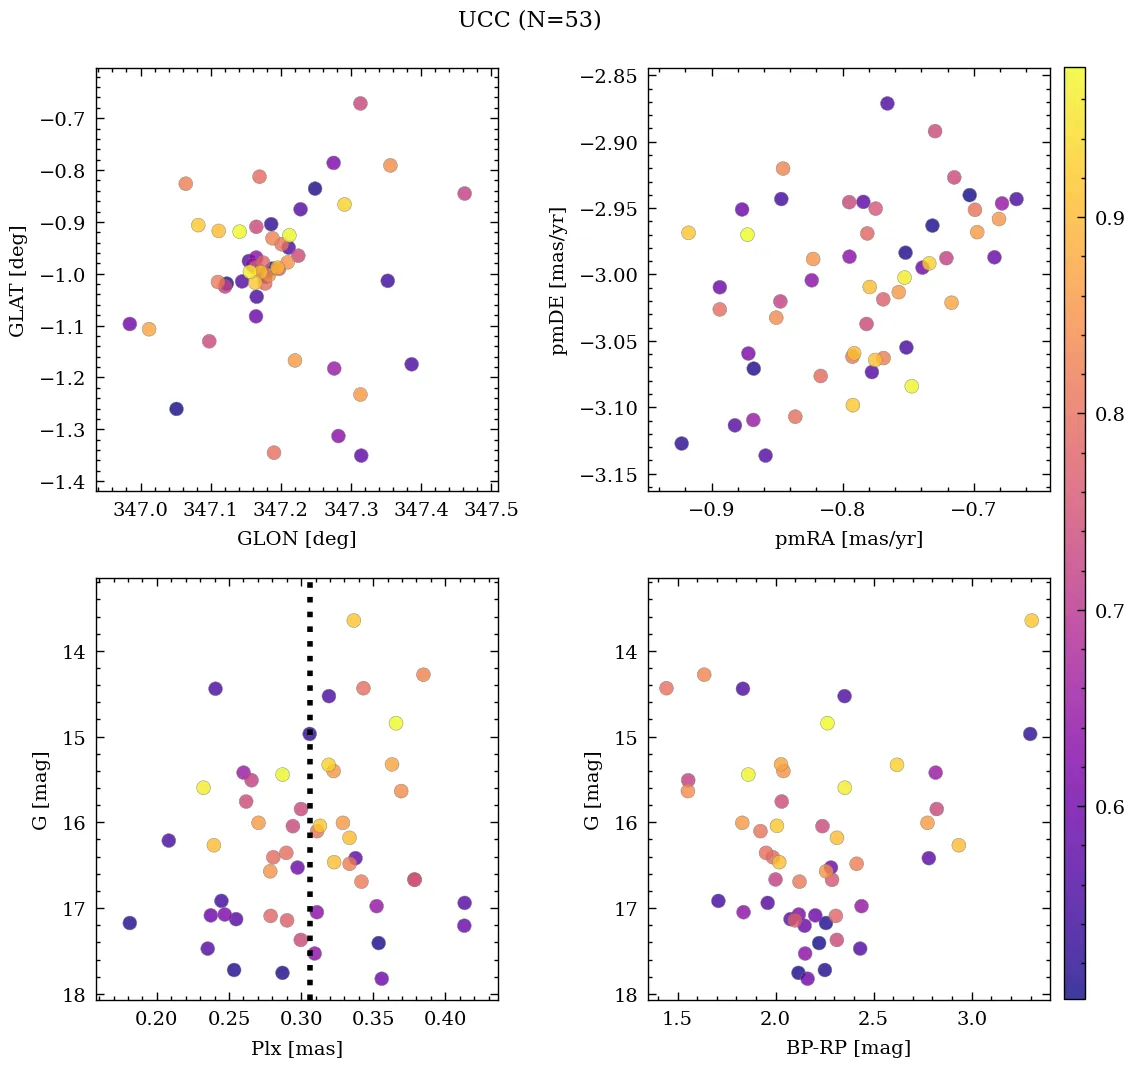 UCC (N=53)
−0.7
−0.8
−0.9
−1.0
−1.1
−1.2
−1.3
−1.4
GLAT [deg]
347.0 347.1 347.2 347.3 347.4 347.5
GLON [deg]
−2.85
−2.90
−2.95
−3.00
−3.05
−3.10
−3.15
pmDE [mas/yr]
−0.9 −0.8 −0.7
pmRA [mas/yr]
0.9
0.8
0.7
0.6
14
15
16
17
18
G [mag]
0.20 0.25 0.30 0.35 0.40
Plx [mas]
14
15
16
17
18
G [mag]
1.5 2.0 2.5 3.0
BP-RP [mag]